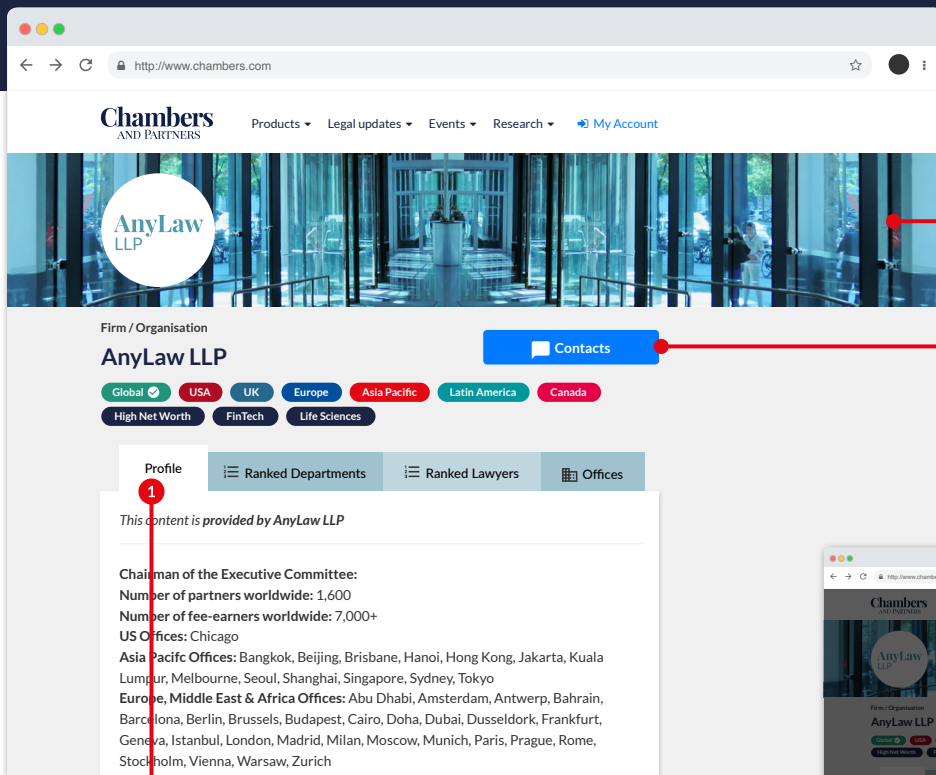 http://www.chambers.com
Chambers
AND PARTNERS
Products Legal updates Events Research My Account
AnyLaw
LLP
Firm / Organisation
AnyLaw LLP
Contacts
Global USA UK Europe Asia Pacific Latin America Canada
High Net Worth FinTech Life Sciences
Profile Ranked Departments Ranked Lawyers Offices
1
This content is provided by AnyLaw LLP
Chairman of the Executive Committee:
Number of partners worldwide: 1,600
Number of fee-earners worldwide: 7,000+
US Offices: Chicago
Asia Pacifc Offices: Bangkok, Beijing, Brisbane, Hanoi, Hong Kong, Jakarta, Kuala
Lumpur, Melbourne, Seoul, Shanghai, Singapore, Sydney, Tokyo
Europe, Middle East & Africa Offices: Abu Dhabi, Amsterdam, Antwerp, Bahrain,
Barcelona, Berlin, Brussels, Budapest, Cairo, Doha, Dubai, Dusseldork, Frankfurt,
Geneva, Istanbul, London, Madrid, Milan, Moscow, Munich, Paris, Prague, Rome,
Stockholm, Vienna, Warsaw, Zurich
http://www.chambe
Chambers
AND PARTNERS
AnyLaw
LLP
Firm / Organisation
AnyLaw LLP
Global USA
High Net Worth